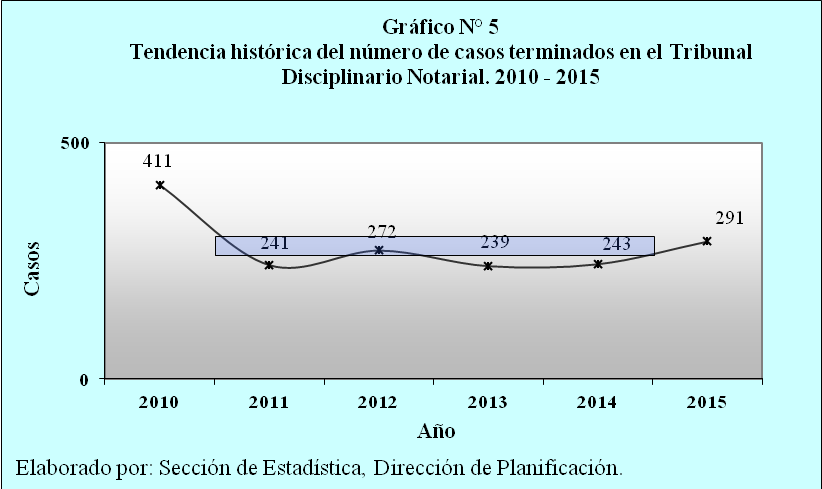 Gráfico N° 5
Tendencia histórica del número de casos terminados en el Tribunal
Disciplinario Notarial. 2010 - 2015
500
411
291
272
241
239
243
Casos
0
2010 2011 2012 2013 2014 2015
Año
Elaborado por: Sección de Estadística, Dirección de Planificación.